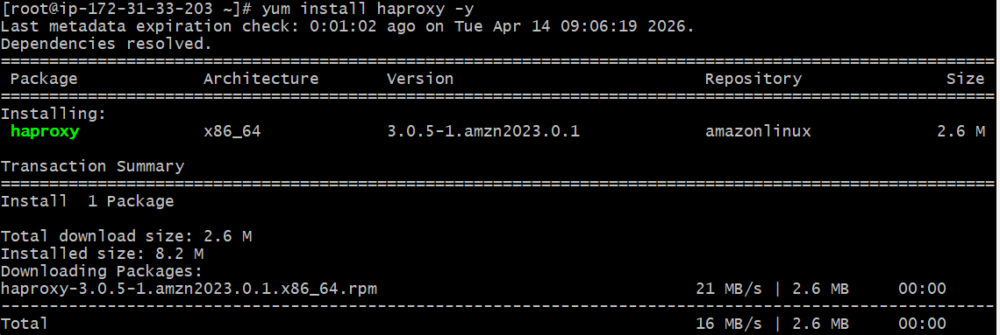 [root@ip-172-31-33-203 ~]# yum install haproxy -y
Last metadata expiration check: 0:01:02 ago on Tue Apr 14 09:06:19 2026.
Dependencies resolved.
================================================================================
Package Architecture Version Repository Size
================================================================================
Installing:
haproxy x86_64 3.0.5-1.amzn2023.0.1 amazonlinux 2.6 M
Transaction Summary
================================================================================
Install  1 Package
Total download size: 2.6 M
Installed size: 8.2 M
Downloading Packages:
haproxy-3.0.5-1.amzn2023.0.1.x86_64.rpm 21 MB/s | 2.6 MB 00:00
--------------------------------------------------------------------------------
Total 16 MB/s | 2.6 MB 00:00